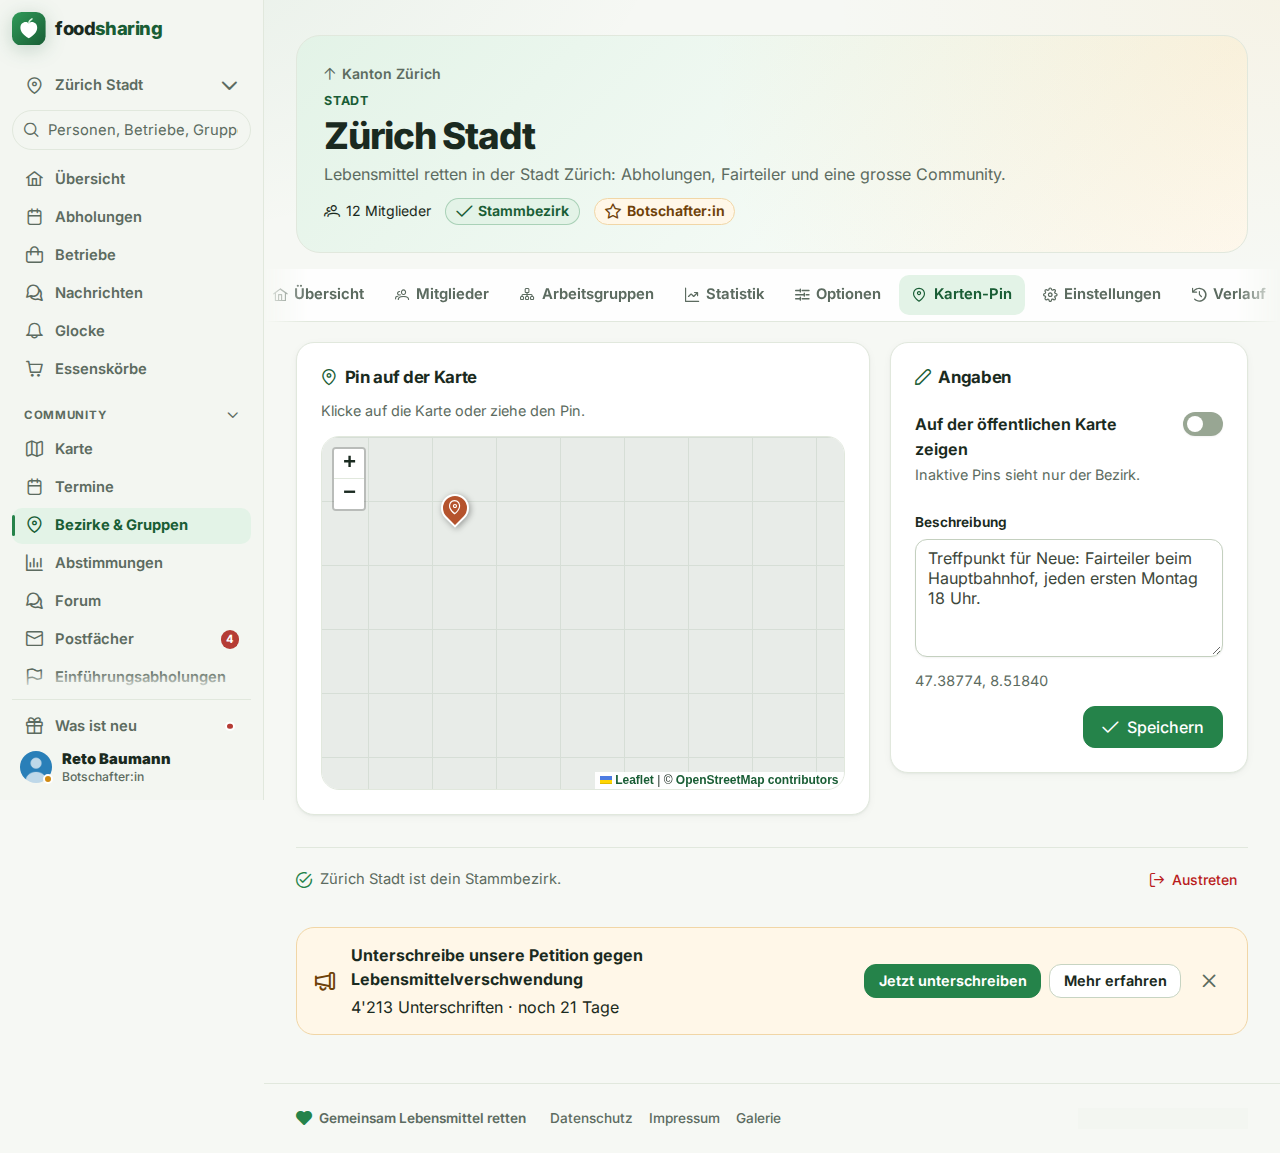 foodsharing
Zürich Stadt
Personen, Betriebe, Grupp
Übersicht
Abholungen
Betriebe
Nachrichten
Glocke
Essenskörbe
COMMUNITY
Karte
Termine
Bezirke & Gruppen
Abstimmungen
Forum
Postfächer
4
Einführungsabholungen
Was ist neu
Reto Baumann
Botschafter:in
Kanton Zürich
STADT
Zürich Stadt
Lebensmittel retten in der Stadt Zürich: Abholungen, Fairteiler und eine grosse Community.
12 Mitglieder
Stammbezirk
Botschafter:in
Übersicht
Mitglieder
Arbeitsgruppen
Statistik
Optionen
Karten-Pin
Einstellungen
Verlauf
Pin auf der Karte
Klicke auf die Karte oder ziehe den Pin.
+
−
Leaflet | © OpenStreetMap contributors
Angaben
Auf der öffentlichen Karte
zeigen
Inaktive Pins sieht nur der Bezirk.
Beschreibung
Treffpunkt für Neue: Fairteiler beim
Hauptbahnhof, jeden ersten Montag
18 Uhr.
47.38774, 8.51840
Speichern
Zürich Stadt ist dein Stammbezirk.
Austreten
Unterschreibe unsere Petition gegen
Lebensmittelverschwendung
4'213 Unterschriften · noch 21 Tage
Jetzt unterschreiben
Mehr erfahren
Gemeinsam Lebensmittel retten
Datenschutz
Impressum
Galerie